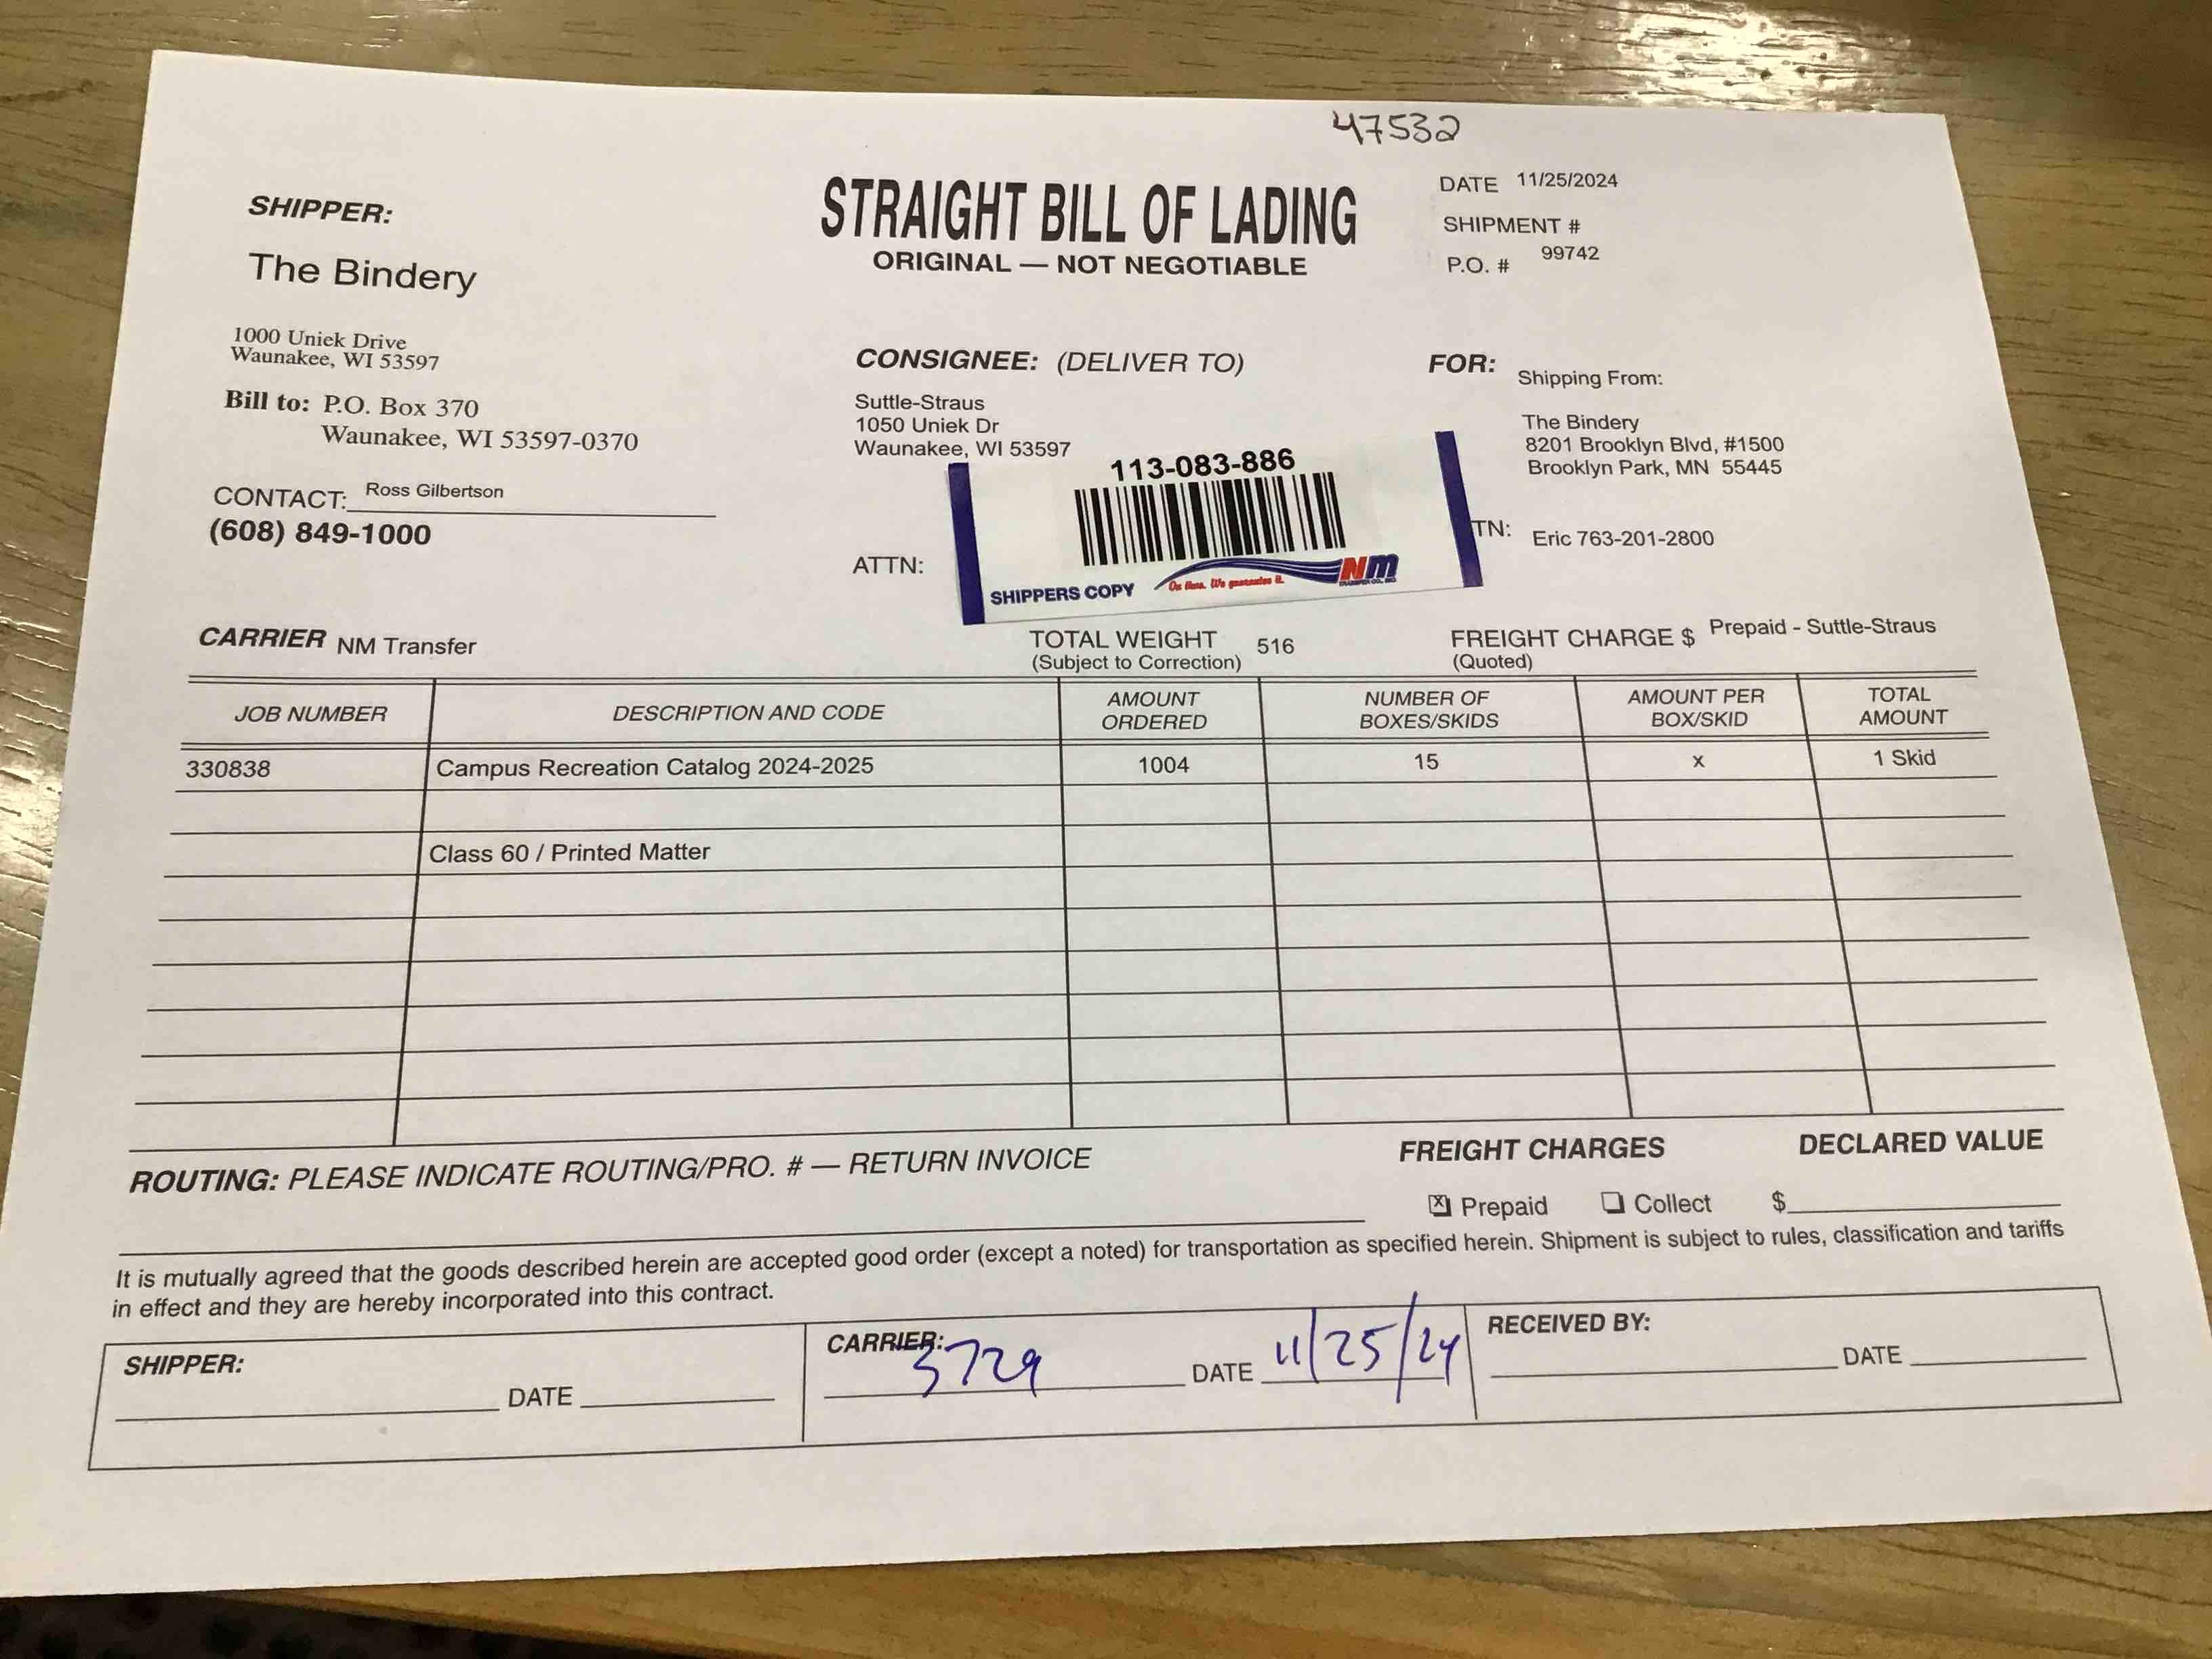 47532
STRAIGHT BILL OF LADING
ORIGINAL — NOT NEGOTIABLE
DATE 11/25/2024
SHIPMENT #
99742
P.O. #
SHIPPER:
The Bindery
1000 Uniek Drive
Waunakee, WI 53597
Bill to: P.O. Box 370
Waunakee, WI 53597-0370
CONTACT: Ross Gilbertson
(608) 849-1000
CONSIGNEE: (DELIVER TO)
Suttle-Straus
1050 Uniek Dr
Waunakee, WI 53597
ATTN:
113-083-886
SHIPPERS COPY
On time. We guarantee it.
NM
TRANSFER CO., INC.
FOR: Shipping From:
The Bindery
8201 Brooklyn Blvd, #1500
Brooklyn Park, MN 55445
TN: Eric 763-201-2800
CARRIER NM Transfer
TOTAL WEIGHT 516
(Subject to Correction)
FREIGHT CHARGE $ Prepaid - Suttle-Straus
(Quoted)
JOB NUMBER DESCRIPTION AND CODE AMOUNT ORDERED NUMBER OF BOXES/SKIDS AMOUNT PER BOX/SKID TOTAL AMOUNT
330838 Campus Recreation Catalog 2024-2025 1004 15 x 1 Skid
Class 60 / Printed Matter
ROUTING: PLEASE INDICATE ROUTING/PRO. # — RETURN INVOICE
FREIGHT CHARGES DECLARED VALUE
x Prepaid Collect $
It is mutually agreed that the goods described herein are accepted good order (except a noted) for transportation as specified herein. Shipment is subject to rules, classification and tariffs
in effect and they are hereby incorporated into this contract.
SHIPPER:
DATE
CARRIER:
3729 DATE 11/25/24
RECEIVED BY:
DATE